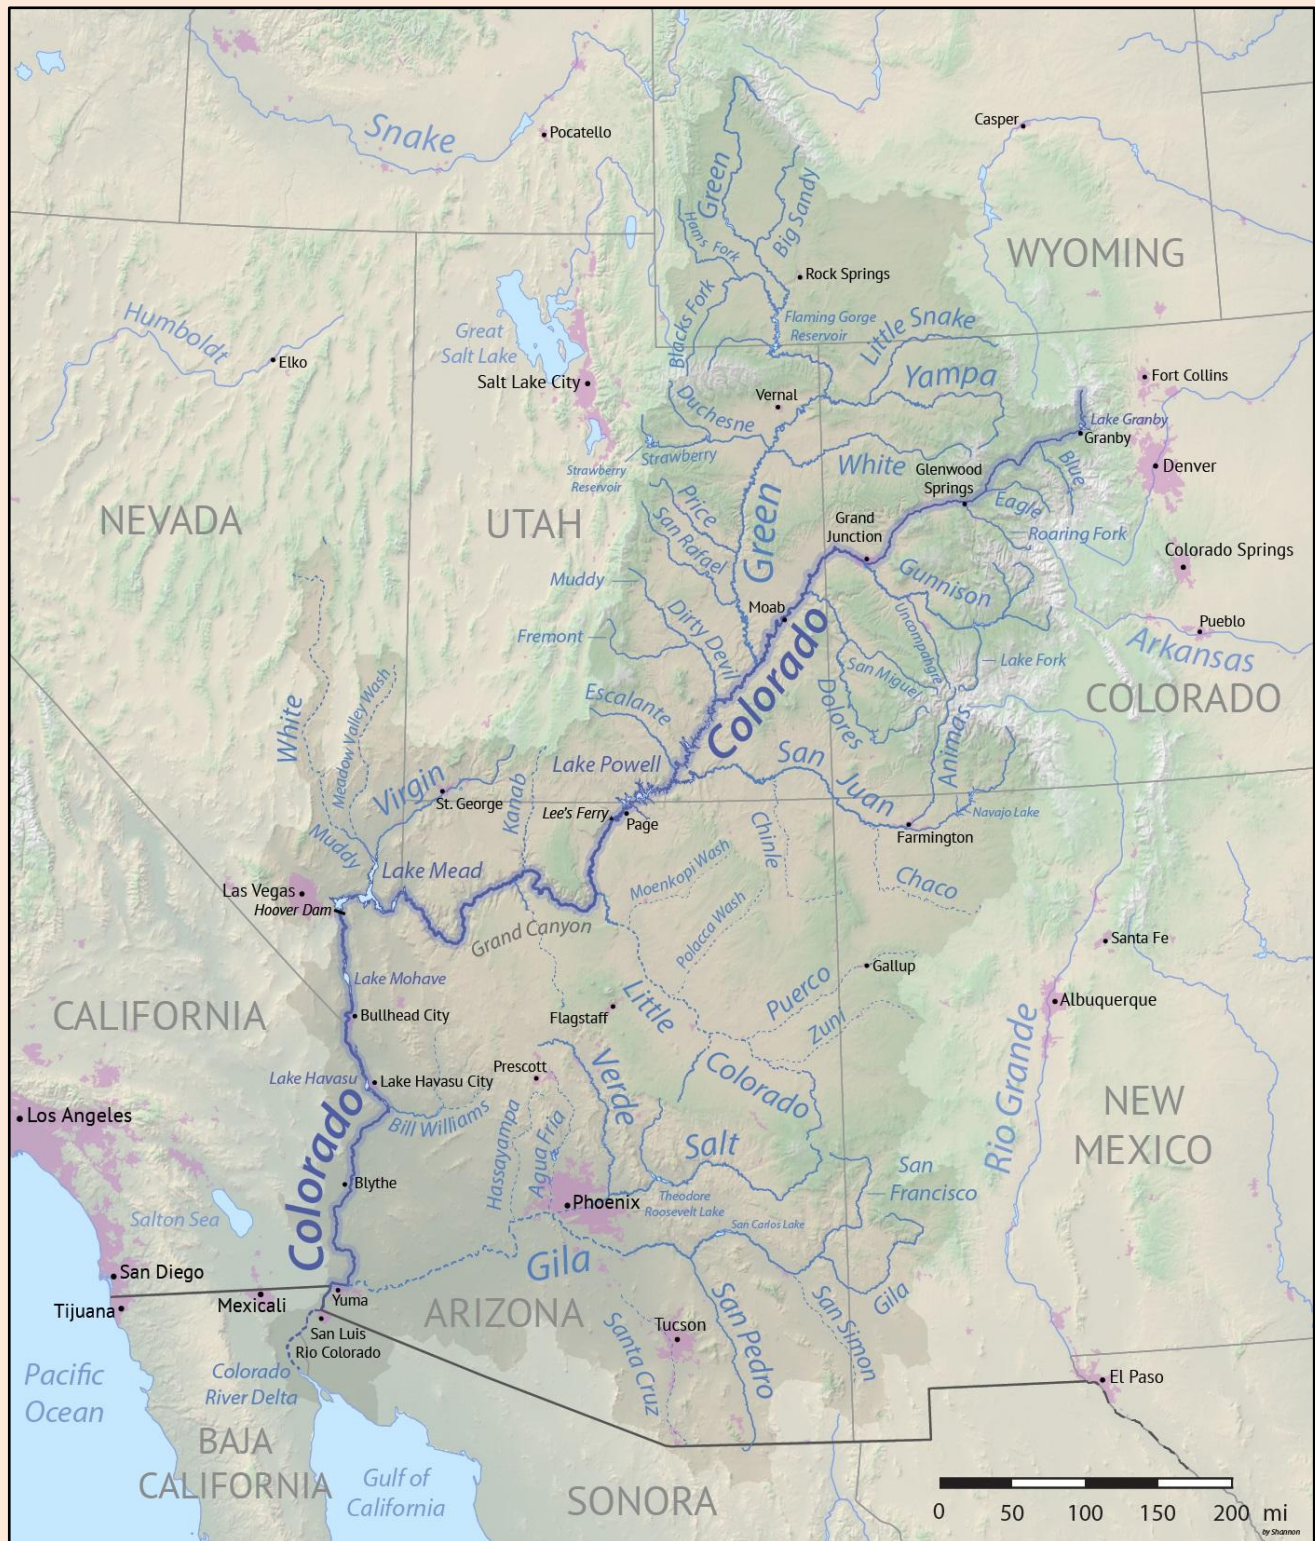 Snake
Pocatello
Casper
Green
Big Sandy
Hams Fork
WYOMING
Rock Springs
Blacks Fork
Flaming Gorge
Reservoir
Little Snake
Humboldt
Elko
Great
Salt Lake
Salt Lake City
Yampa
Fort Collins
Vernal
Duchesne
Lake Granby
Granby
Strawberry
Strawberry
Reservoir
White
Glenwood
Springs
Blue
Denver
Eagle
NEVADA
UTAH
Price
San Rafael
Green
Grand
Junction
Roaring Fork
Colorado Springs
Gunnison
Muddy
Moab
Uncompahgre
Pueblo
Arkansas
Dirty Devil
Fremont
Lake Fork
San Miguel
COLORADO
Escalante
Colorado
Dolores
Animas
White
Meadow Valley Wash
Lake Powell
San
Juan
Virgin
St. George
Kanab
Lee's Ferry
Page
Navajo Lake
Farmington
Muddy
Chinle
Moenkopi Wash
Lake Mead
Chaco
Las Vegas
Hoover Dam
Grand Canyon
Polacca Wash
Santa Fe
Gallup
Lake Mohave
Puerco
Albuquerque
CALIFORNIA
Bullhead City
Flagstaff
Little
Zuni
Prescott
Verde
Colorado
Rio Grande
Lake Havasu
Lake Havasu City
NEW
MEXICO
Los Angeles
Colorado
Bill Williams
Hassayampa
Agua Fria
Salt
San
Francisco
Blythe
Phoenix
Theodore
Roosevelt Lake
Salton Sea
San Carlos Lake
Gila
San Diego
Mexicali
Yuma
Gila
Tijuana
ARIZONA
San Luis
Rio Colorado
Tucson
San Pedro
San Simon
Santa Cruz
Pacific
Ocean
Colorado
River Delta
El Paso
BAJA
CALIFORNIA
Gulf of
California
SONORA
0 50 100 150 200 mi
by Shannon